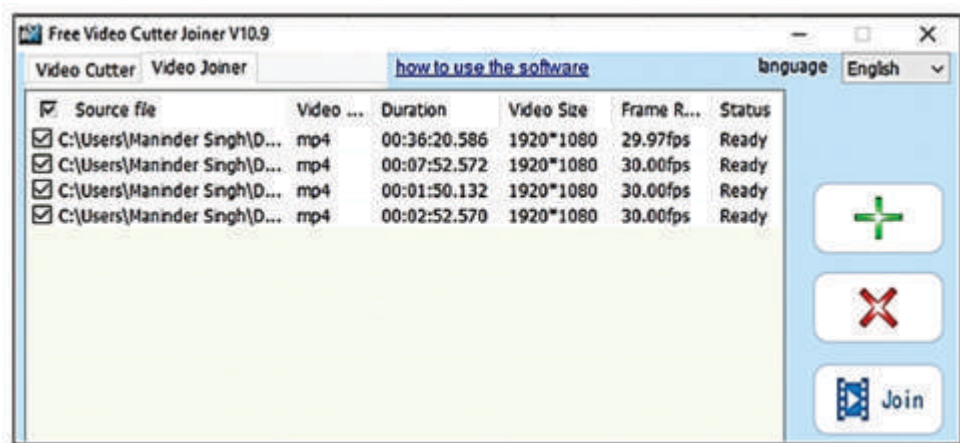 Free Video Cutter Joiner V10.9
Video Cutter Video Joiner how to use the software language English
Source file Video ... Duration Video Size Frame R... Status
C:\Users\Maninder Singh\D... mp4 00:36:20.586 1920*1080 29.97fps Ready
C:\Users\Maninder Singh\D... mp4 00:07:52.572 1920*1080 30.00fps Ready
C:\Users\Maninder Singh\D... mp4 00:01:50.132 1920*1080 30.00fps Ready
C:\Users\Maninder Singh\D... mp4 00:02:52.570 1920*1080 30.00fps Ready
Join